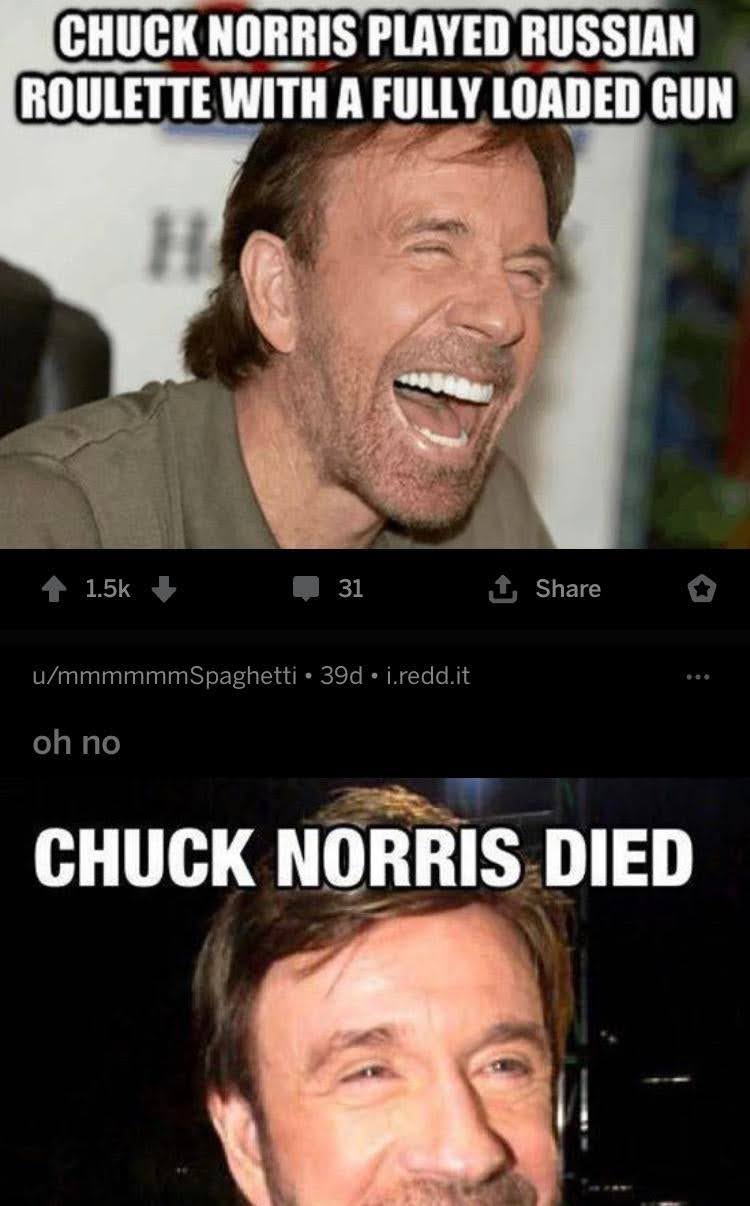 CHUCK NORRIS PLAYED RUSSIAN
ROULETTE WITH A FULLY LOADED GUN
H
1.5k 31 Share
u/mmmmmmSpaghetti • 39d • i.redd.it
oh no
CHUCK NORRIS DIED